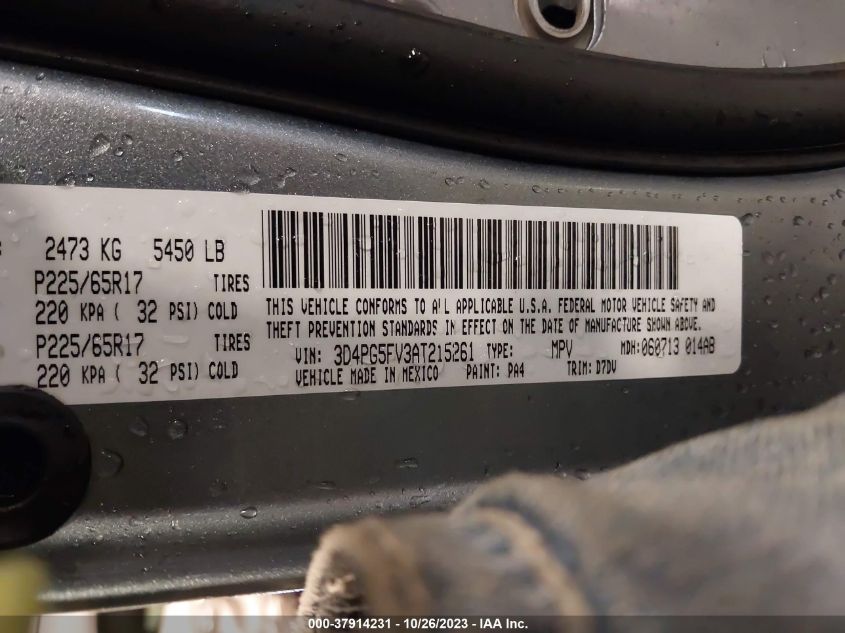 2473 KG 5450 LB
P225/65R17 TIRES
220 KPA ( 32 PSI) COLD
P225/65R17 TIRES
220 KPA ( 32 PSI) COLD
THIS VEHICLE CONFORMS TO A'L APPLICABLE U.S.A. FEDERAL MOTOR VEHICLE SAFETY AND
THEFT PREVENTION STANDARDS IN EFFECT ON THE DATE OF MANUFACTURE SHOWN ABOVE.
VIN: 3D4PG5FV3AT215261 TYPE: MPV MDH:060713 014AB
VEHICLE MADE IN MEXICO PAINT: PA4 TRIM: D7DV
000-37914231 - 10/26/2023 - IAA Inc.